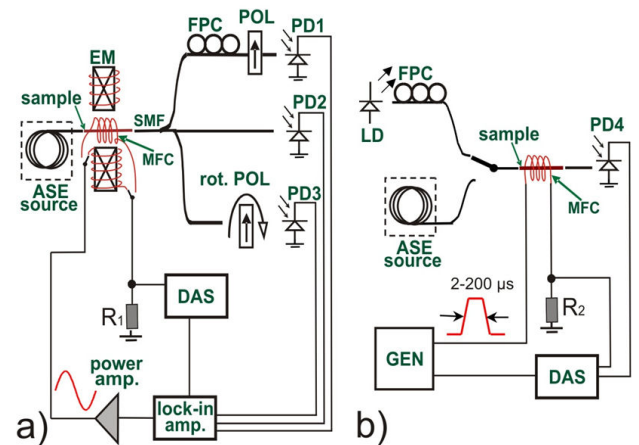 FPC
POL
PD1
EM
sample
SMF
PD2
MFC
ASE
source
rot. POL
PD3
DAS
R1
power
amp.
lock-in
amp.
a)
FPC
LD
sample
PD4
MFC
ASE
source
2-200 µs
R2
GEN
DAS
b)